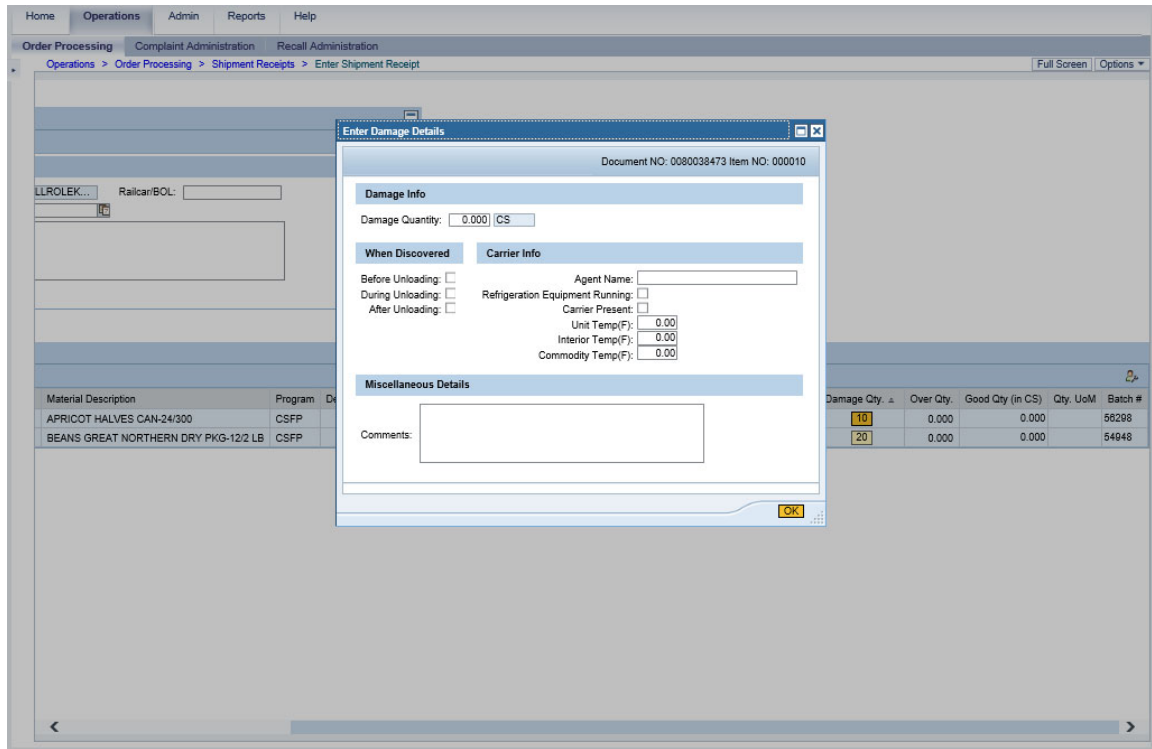 Home Operations Admin Reports Help
Order Processing Complaint Administration Recall Administration
Operations > Order Processing > Shipment Receipts > Enter Shipment Receipt Full Screen Options
Enter Damage Details
Document NO: 0080038473 Item NO: 000010
LLROLEK... Railcar/BOL:
Damage Info
Damage Quantity: 0.000 CS
When Discovered Carrier Info
Before Unloading: Agent Name:
During Unloading: Refrigeration Equipment Running:
After Unloading: Carrier Present:
Unit Temp(F): 0.00
Interior Temp(F): 0.00
Commodity Temp(F): 0.00
Miscellaneous Details
Material Description Program De Damage Qty. Over Qty. Good Qty (in CS) Qty. UoM Batch #
APRICOT HALVES CAN-24/300 CSFP 10 0.000 0.000 56298
BEANS GREAT NORTHERN DRY PKG-12/2 LB CSFP 20 0.000 0.000 54948
Comments:
OK